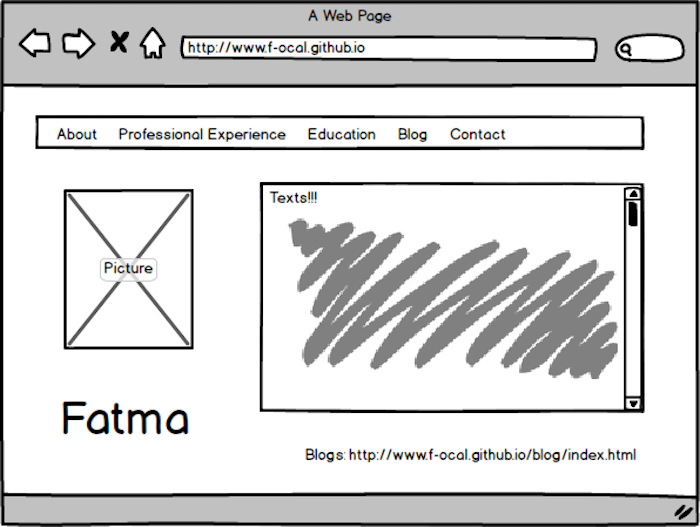 A Web Page
http://www.f-ocal.github.io
About Professional Experience Education Blog Contact
Texts!!!
Picture
Fatma
Blogs: http://www.f-ocal.github.io/blog/index.html